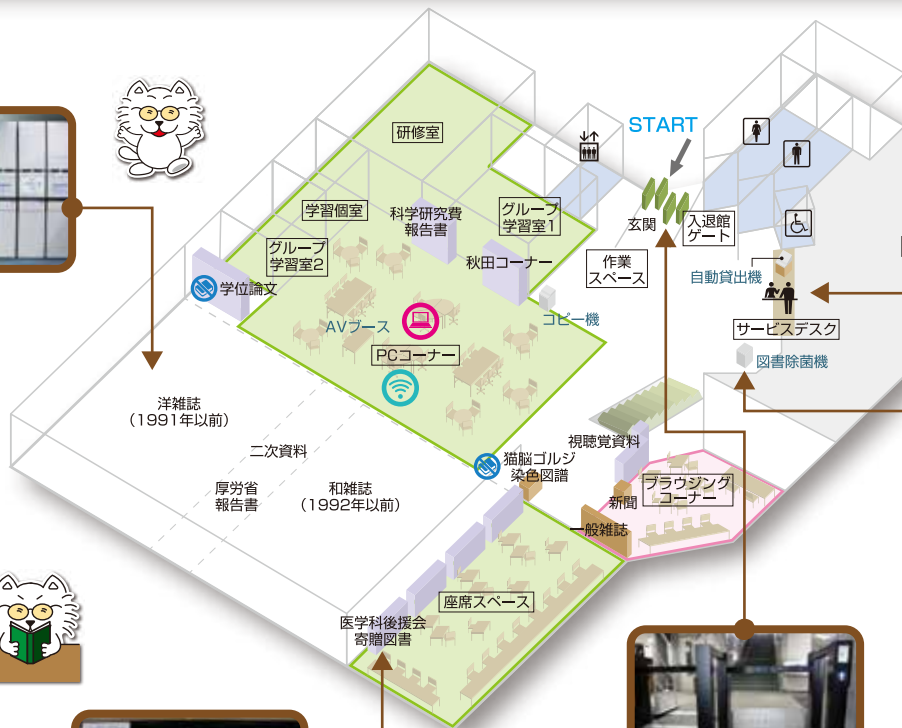 START
研修室
学習個室
科学研究費
報告書
グループ
学習室1
玄関
入退館
ゲート
グループ
学習室2
秋田コーナー
作業
スペース
自動貸出機
学位論文
AVブース
コピー機
サービスデスク
PCコーナー
図書除菌機
洋雑誌
(1991年以前)
二次資料
視聴覚資料
猫脳ゴルジ
染色図譜
厚労省
報告書
和雑誌
(1992年以前)
ブラウジング
コーナー
新聞
一般雑誌
座席スペース
医学科後援会
寄贈図書